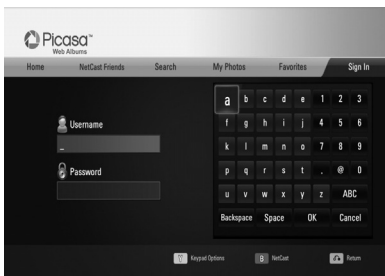 Picasa™
Web Albums
Home NetCast Friends Search My Photos Favorites Sign In
a b c d e 1 2 3
Username
f g h i j 4 5 6
_
k l m n o 7 8 9
Password
p q r s t . @ 0
u v w x y z ABC
Backspace Space OK Cancel
Keypad Options B NetCast Return